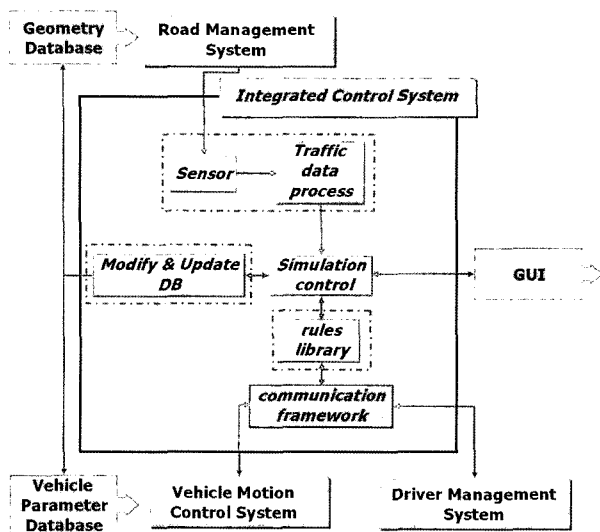 Geometry
Database
Road Management
System
Integrated Control System
Sensor
Traffic
data
process
Modify & Update
DB
Simulation
control
GUI
rules
library
communication
framework
Vehicle
Parameter
Database
Vehicle Motion
Control System
Driver Management
System